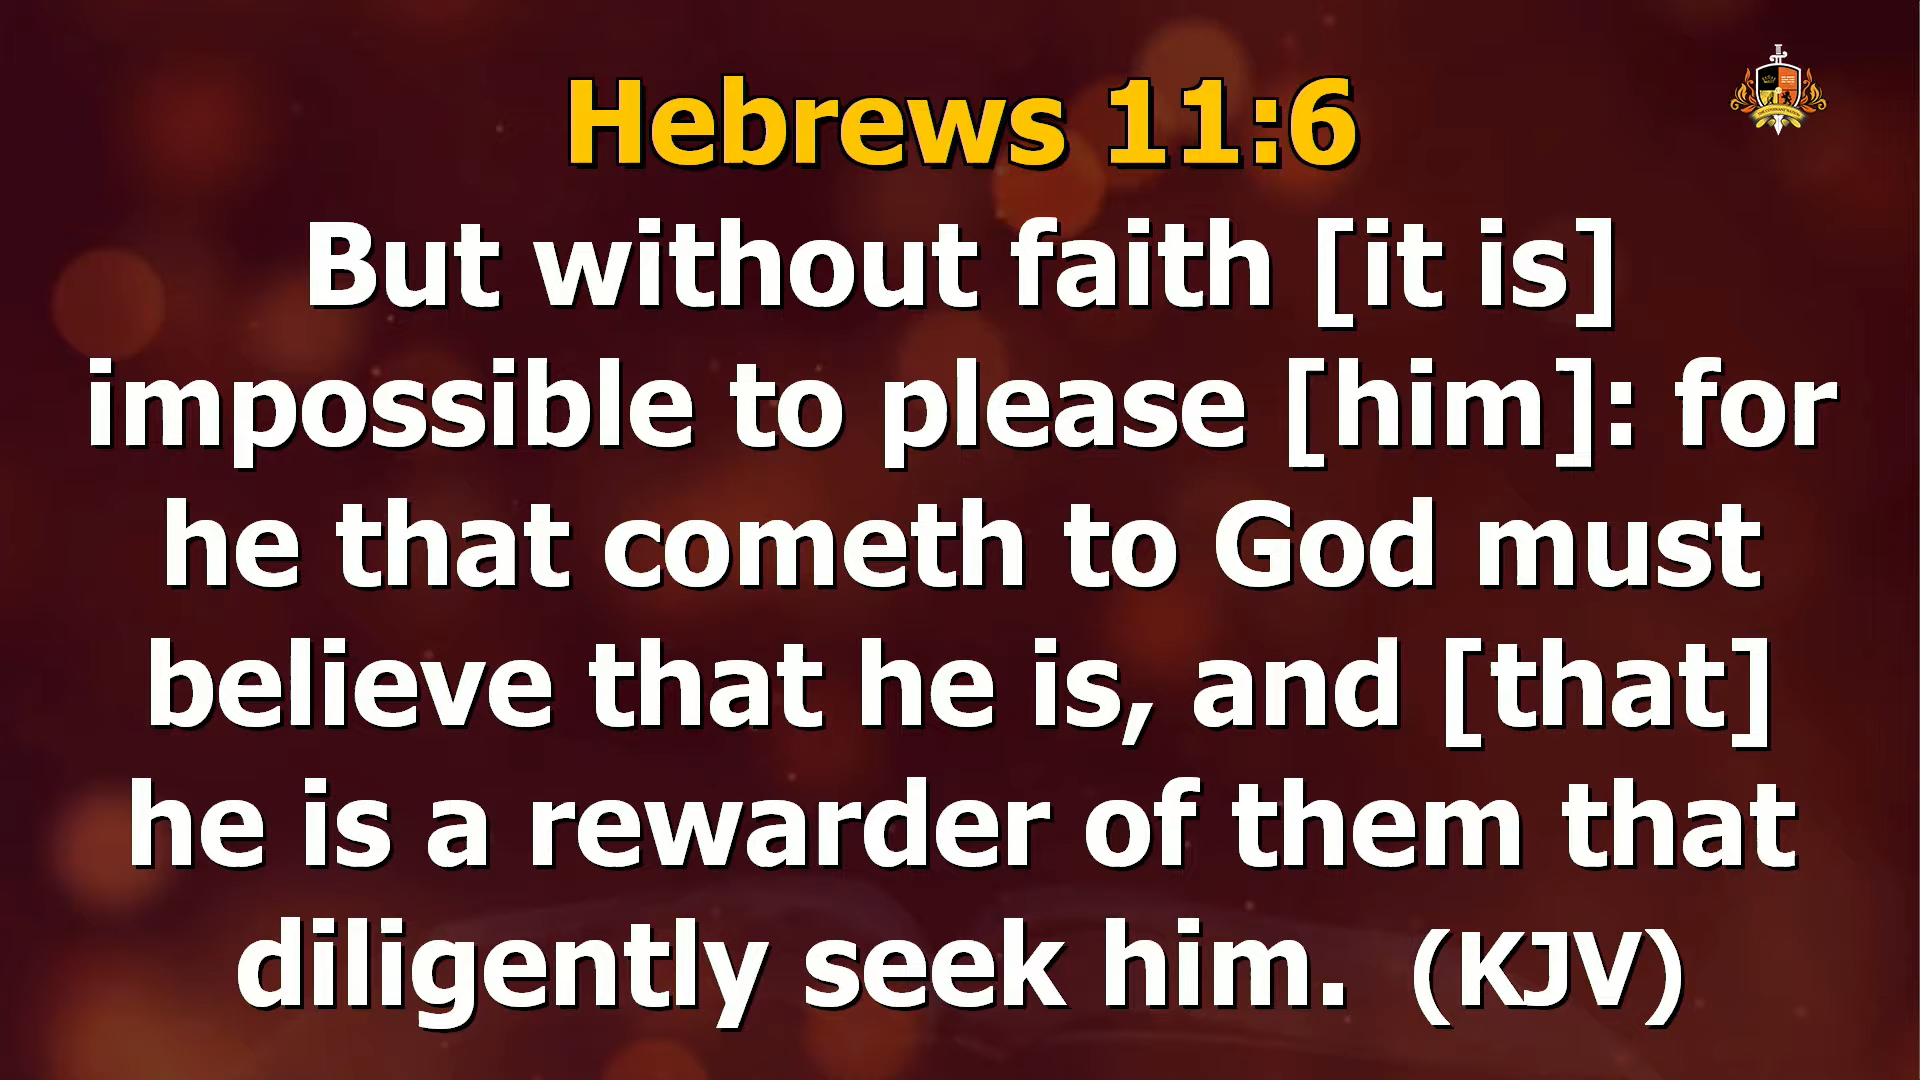 Hebrews 11:6
But without faith [it is]
impossible to please [him]: for
he that cometh to God must
believe that he is, and [that]
he is a rewarder of them that
diligently seek him.  (KJV)